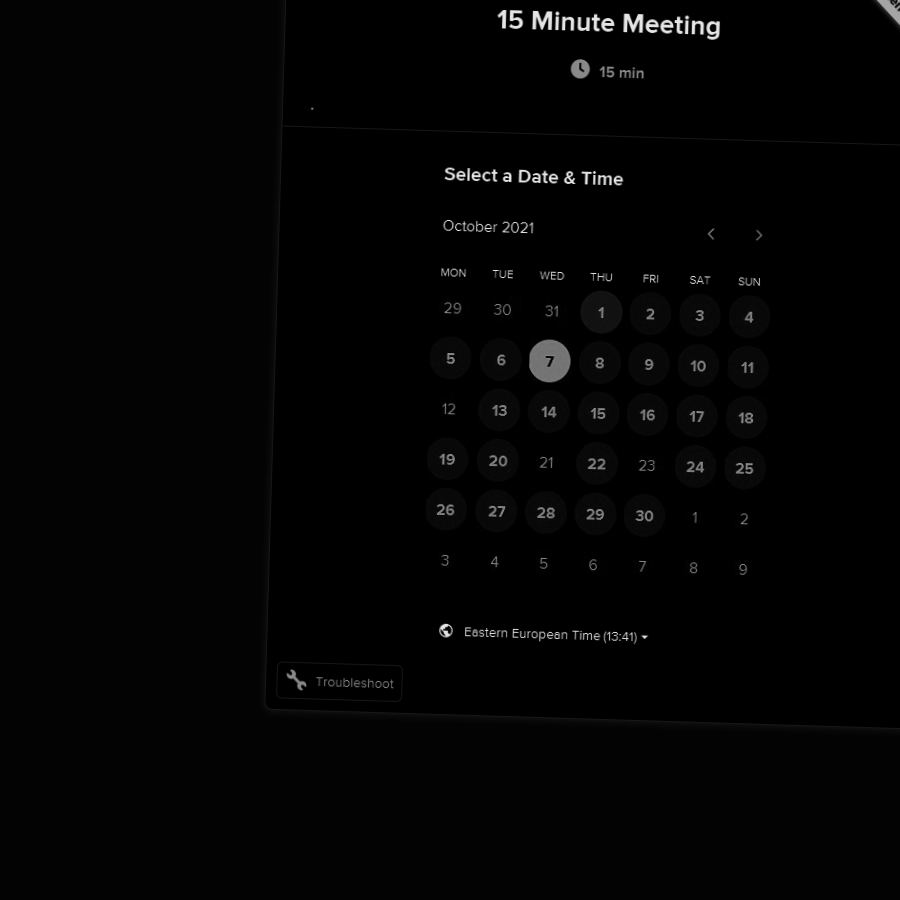 15 Minute Meeting
15 min
Select a Date & Time
October 2021
MON TUE WED THU FRI SAT SUN
29 30 31 1 2 3 4
5 6 7 8 9 10 11
12 13 14 15 16 17 18
19 20 21 22 23 24 25
26 27 28 29 30 1 2
3 4 5 6 7 8 9
Eastern European Time (13:41)
Troubleshoot